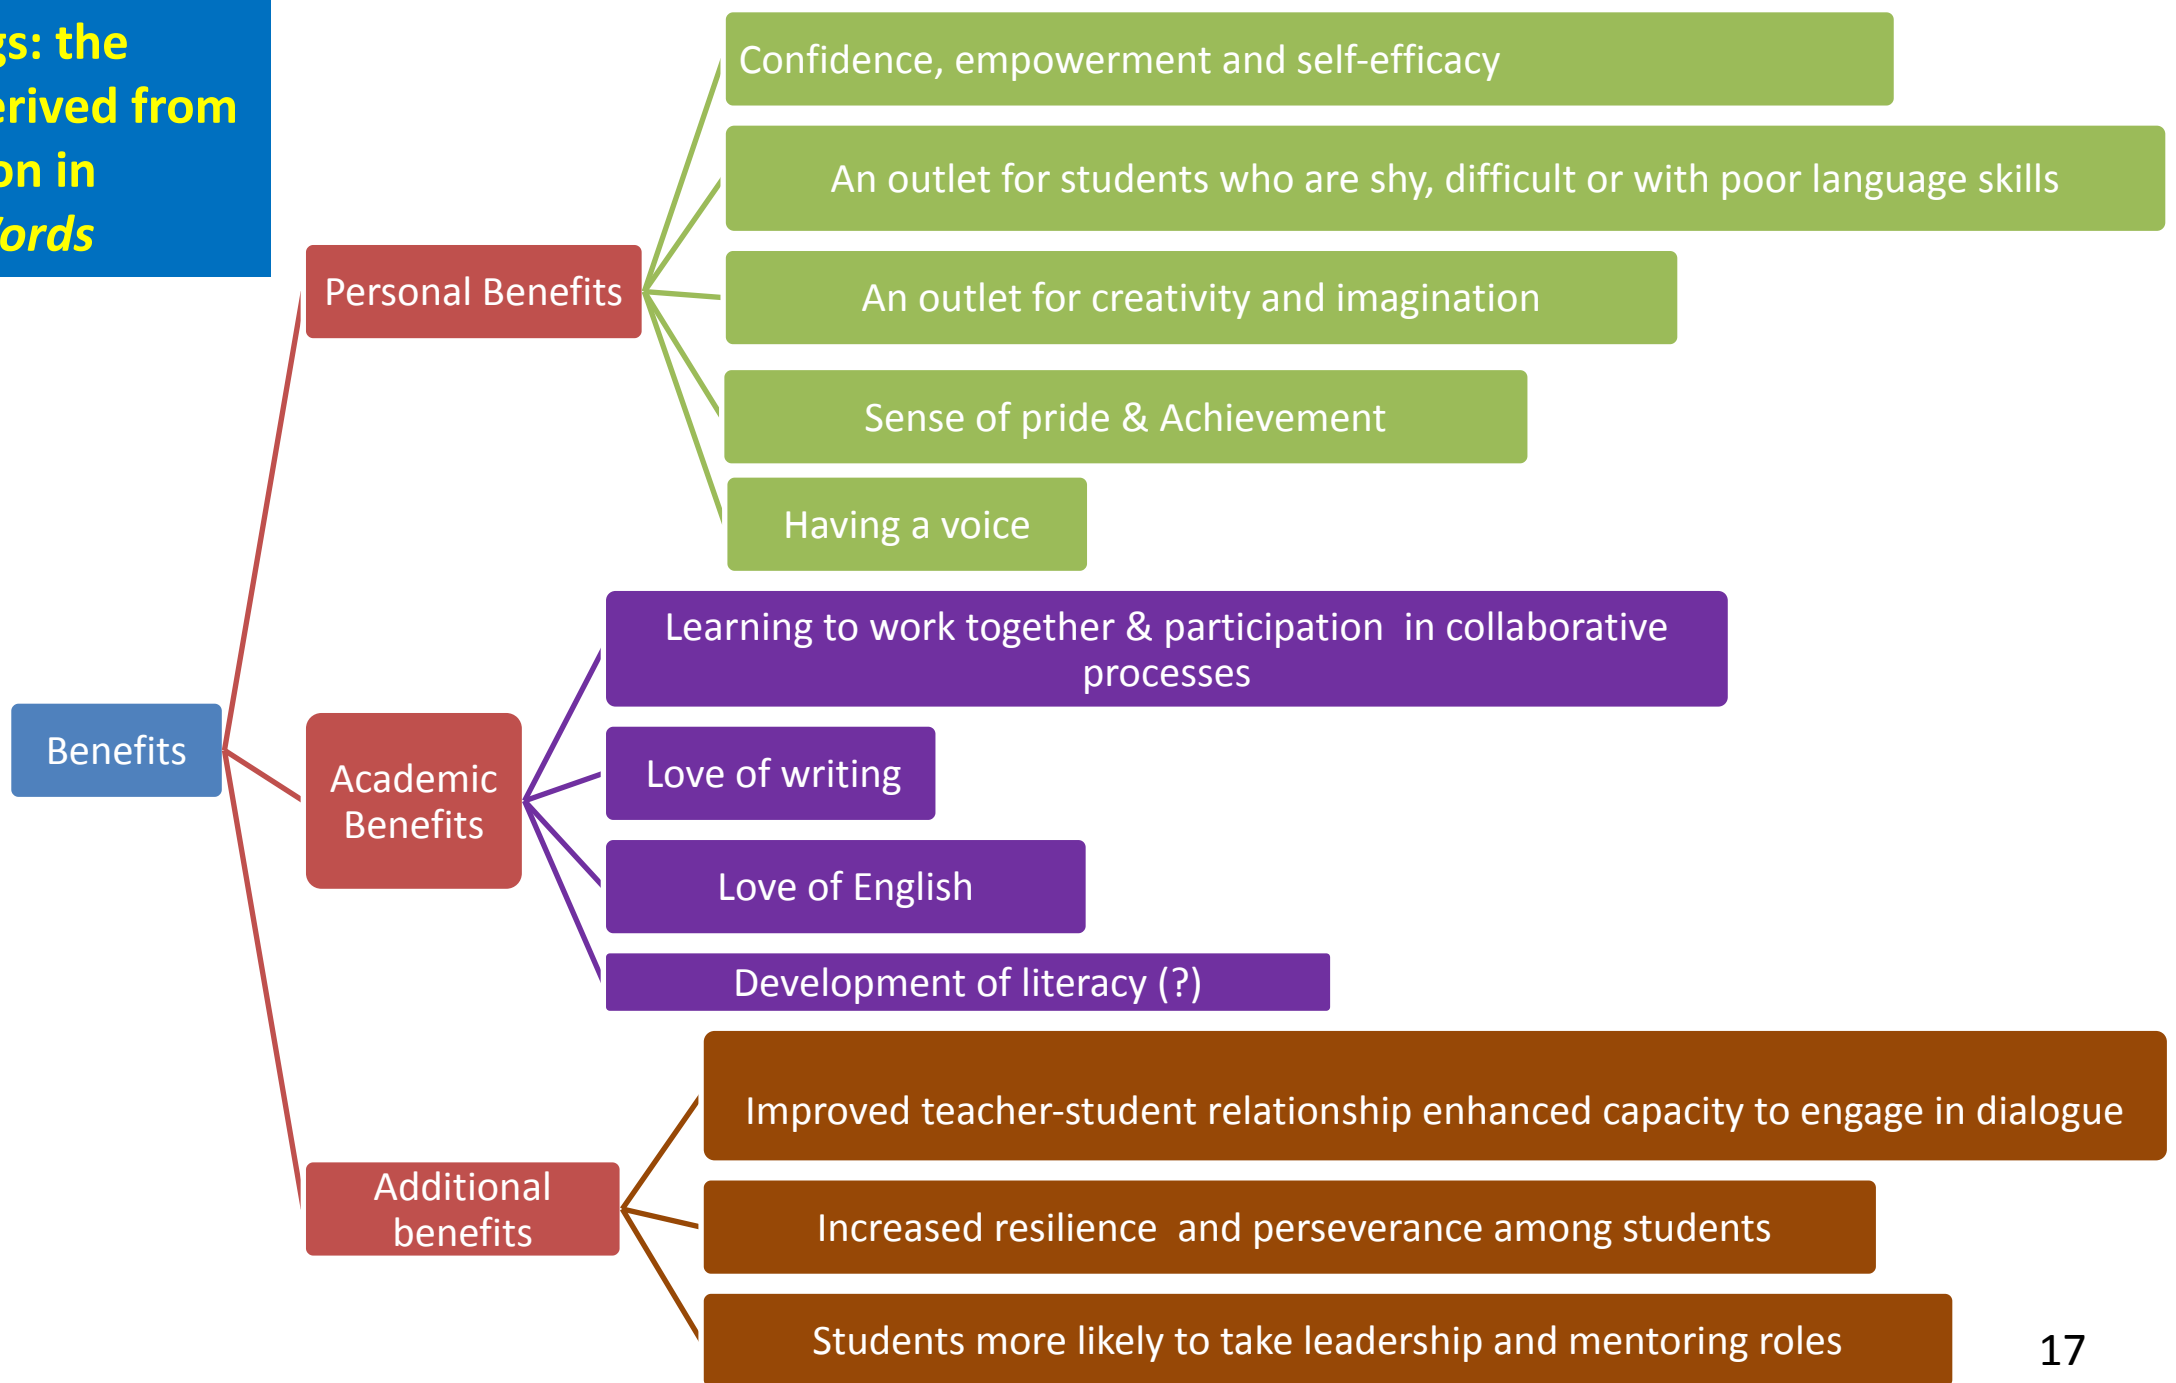 the
from
in
Confidence, empowerment and self-efficacy
An outlet for students who are shy, difficult or with poor language skills
An outlet for creativity and imagination
Sense of pride & Achievement
Having a voice
Personal Benefits
Learning to work together & participation  in collaborative
processes
Love of writing
Love of English
Development of literacy (?)
Benefits
Academic
Benefits
Improved teacher-student relationship enhanced capacity to engage in dialogue
Increased resilience  and perseverance among students
Students more likely to take leadership and mentoring roles
Additional
benefits
17